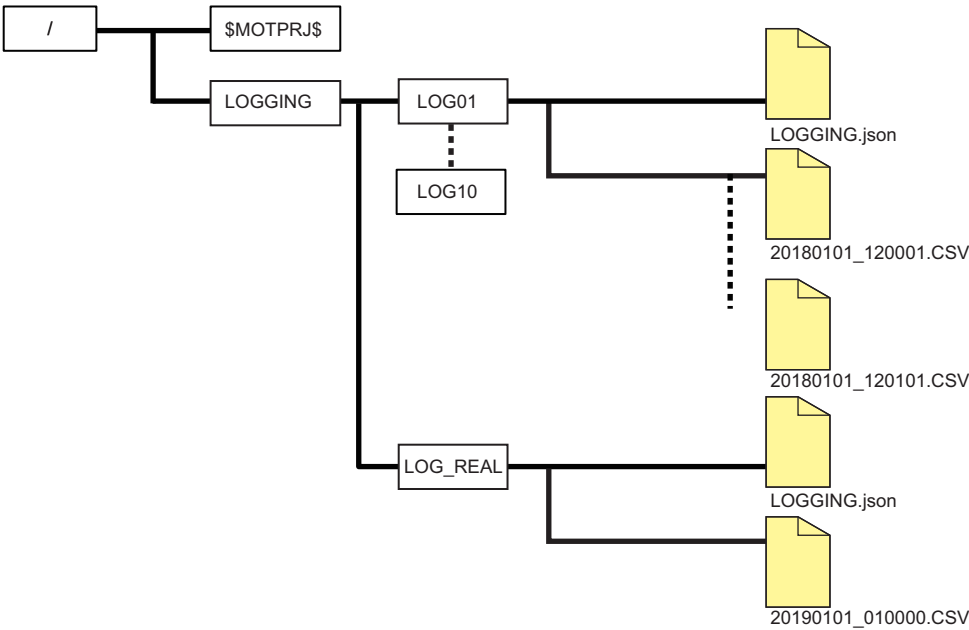 /
$MOTPRJ$
LOGGING
LOG01
LOGGING.json
LOG10
20180101_120001.CSV
20180101_120101.CSV
LOG_REAL
LOGGING.json
20190101_010000.CSV